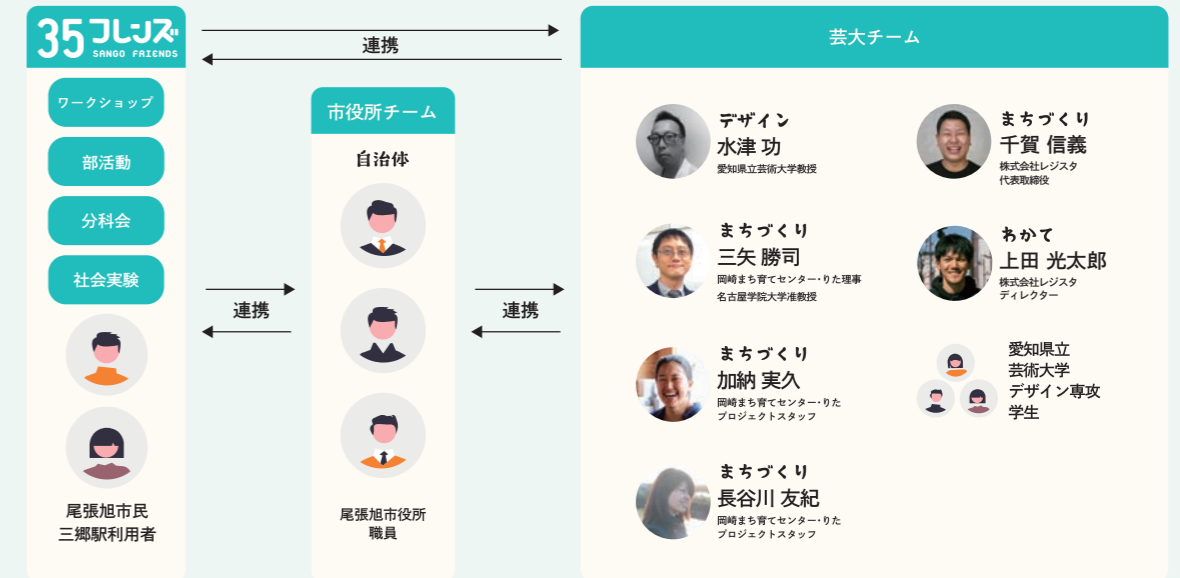 35フレンズ
SANGO FRIENDS
ワークショップ
部活動
分科会
社会実験
尾張旭市民
三郷駅利用者
連携
連携
市役所チーム
自治体
尾張旭市役所
職員
連携
芸大チーム
デザイン
水津 功
愛知県立芸術大学教授
まちづくり
三矢 勝司
岡崎まち育てセンター・りた理事
名古屋学院大学准教授
まちづくり
加納 実久
岡崎まち育てセンター・りた
プロジェクトスタッフ
まちづくり
長谷川 友紀
岡崎まち育てセンター・りた
プロジェクトスタッフ
まちづくり
千賀 信義
株式会社レジスタ
代表取締役
わかて
上田 光太郎
株式会社レジスタ
ディレクター
愛知県立
芸術大学
デザイン専攻
学生